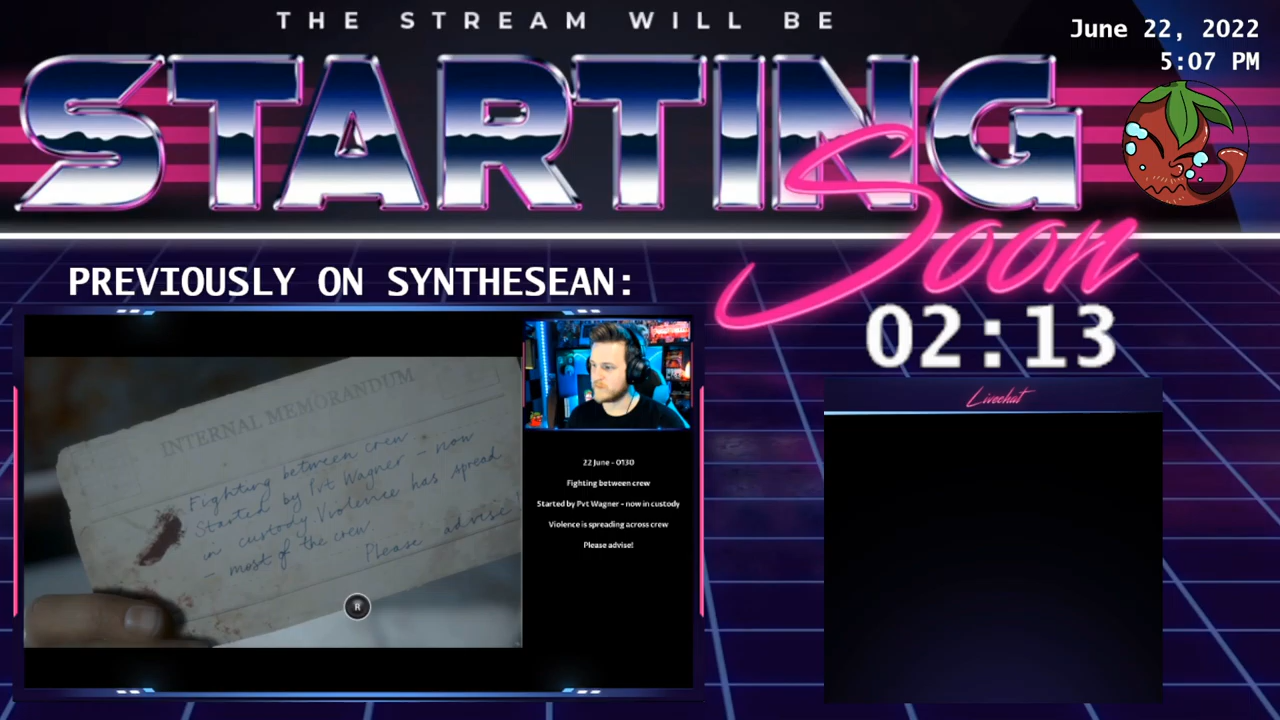 THE STREAM WILL BE
STARTING
Soon
June 22, 2022
5:07 PM
02:13
PREVIOUSLY ON SYNTHESEAN:
INTERNAL MEMORANDUM
Fighting between crew
Started by Pvt Wagner - now
in custody. Violence has spread
- most of the crew.
Please advise!
R
22 June - 0130
Fighting between crew
Started by Pvt Wagner - now in custody
Violence is spreading across crew
Please advise!
Livechat